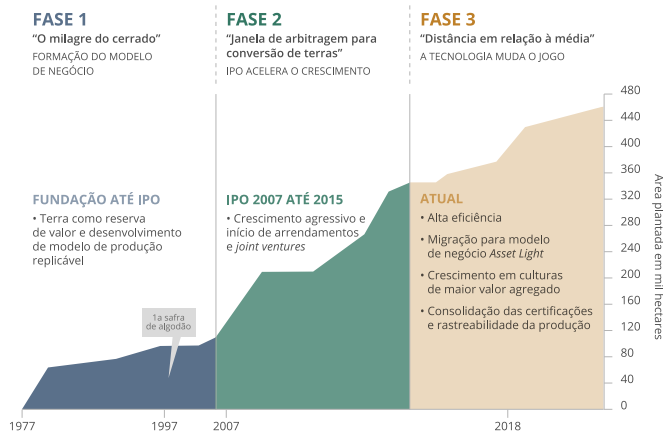 FASE 1
“O milagre do cerrado”
FORMAÇÃO DO MODELO
DE NEGÓCIO
FASE 2
“Janela de arbitragem para
conversão de terras”
IPO ACELERA O CRESCIMENTO
FASE 3
“Distância em relação à média”
A TECNOLOGIA MUDA O JOGO
FUNDAÇÃO ATÉ IPO
• Terra como reserva
de valor e desenvolvimento
de modelo de produção
replicável
1a safra
de algodão
IPO 2007 ATÉ 2015
• Crescimento agressivo e
início de arrendamentos
e joint ventures
ATUAL
• Alta eficiência
• Migração para modelo
de negócio Asset Light
• Crescimento em culturas
de maior valor agregado
• Consolidação das certificações
e rastreabilidade da produção
480
440
400
360
320
280
240
200
160
120
80
40
0
Area plantada em mil hectares
1977
1997
2007
2018